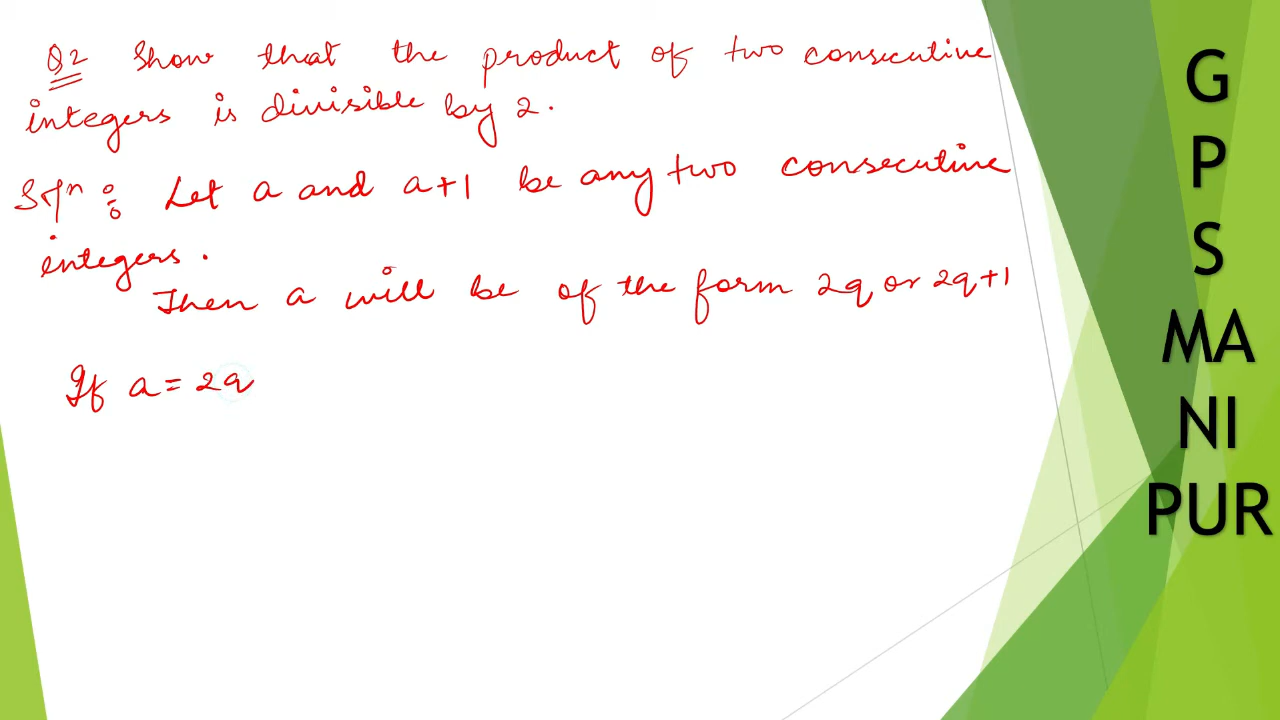 Q2 Show that the product of two consecutive
integers is divisible by 2.
Solⁿ : Let a and a+1 be any two consecutive
integers.
Then a will be of the form 2q or 2q+1
If a = 2q
G
P
S
MA
NI
PUR